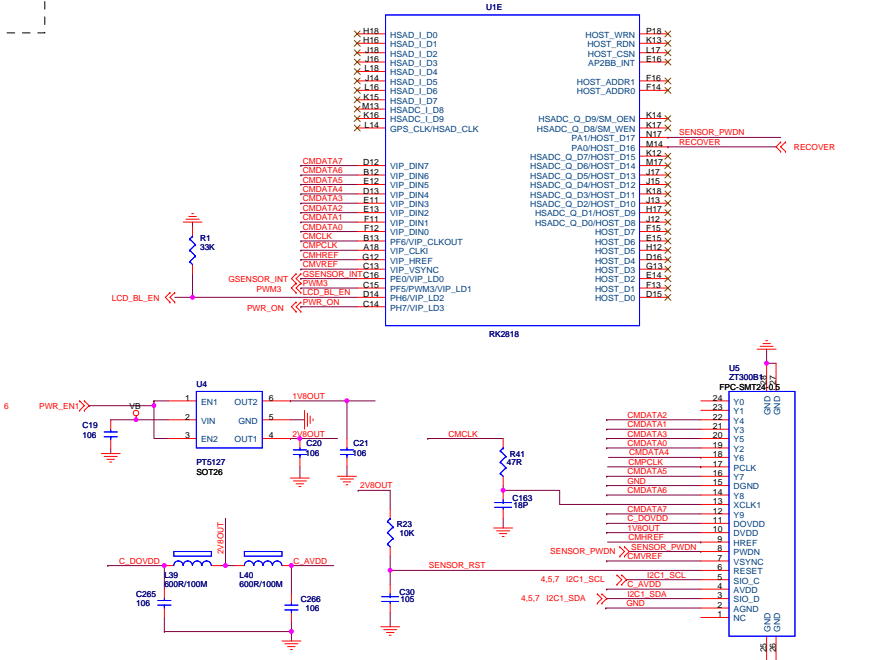 U1E
H18 HSAD_I_D0
H16 HSAD_I_D1
J18 HSAD_I_D2
J16 HSAD_I_D3
L18 HSAD_I_D4
J14 HSAD_I_D5
L16 HSAD_I_D6
K15 HSAD_I_D7
M13 HSADC_I_D8
K16 HSADC_I_D9
L14 GPS_CLK/HSAD_CLK
CMDATA7 D12 VIP_DIN7
CMDATA6 B12 VIP_DIN6
CMDATA5 E12 VIP_DIN5
CMDATA4 D13 VIP_DIN4
CMDATA3 E11 VIP_DIN3
CMDATA2 E13 VIP_DIN2
CMDATA1 F11 VIP_DIN1
CMDATA0 F12 VIP_DIN0
CMCLK B13 PF6/VIP_CLKOUT
CMPCLK A18 VIP_CLKI
CMHREF G12 VIP_HREF
CMVREF C13 VIP_VSYNC
GSENSOR_INT GSENSOR_INT C16 PE0/VIP_LD0
PWM3 PWM3 C15 PF5/PWM3/VIP_LD1
LCD_BL_EN LCD_BL_EN D14 PH6/VIP_LD2
PWR_ON PWR_ON C14 PH7/VIP_LD3
R1
33K
HOST_WRN P18
HOST_RDN K13
HOST_CSN L17
AP2BB_INT E16
HOST_ADDR1 F16
HOST_ADDR0 F14
HSADC_Q_D9/SM_OEN K14
HSADC_Q_D8/SM_WEN K17
PA1/HOST_D17 N17 SENSOR_PWDN
PA0/HOST_D16 M14 RECOVER RECOVER
HSADC_Q_D7/HOST_D15 K12
HSADC_Q_D6/HOST_D14 M17
HSADC_Q_D5/HOST_D13 J17
HSADC_Q_D4/HOST_D12 J15
HSADC_Q_D3/HOST_D11 K18
HSADC_Q_D2/HOST_D10 J13
HSADC_Q_D1/HOST_D9 H17
HSADC_Q_D0/HOST_D8 J12
HOST_D7 F15
HOST_D6 E15
HOST_D5 H12
HOST_D4 D16
HOST_D3 G13
HOST_D2 E14
HOST_D1 F13
HOST_D0 D15
RK2818
U4
6 PWR_EN1 VB
1 EN1 OUT2 6 1V8OUT
2 VIN GND 5
3 EN2 OUT1 4 2V8OUT
C19
106
C20
106
C21
106
PT5127
SOT26
2V8OUT
R23
10K
SENSOR_RST
C30
105
CMCLK
R41
47R
C163
18P
C_DOVDD 2V8OUT C_AVDD
L39
600R/100M
L40
600R/100M
C265
106
C266
106
U5
ZT300B1
FPC-SMT24-0.5
28 27
GND GND
24 Y0
23 Y1
CMDATA2 22 Y4
CMDATA1 21 Y3
CMDATA3 20 Y5
CMDATA0 19 Y2
CMDATA4 18 Y6
CMPCLK 17 PCLK
CMDATA5 16 Y7
GND 15 DGND
CMDATA6 14 Y8
13 XCLK1
CMDATA7 12 Y9
C_DOVDD 11 DOVDD
1V8OUT 10 DVDD
CMHREF 9 HREF
SENSOR_PWDN SENSOR_PWDN 8 PWDN
CMVREF 7 VSYNC
6 RESET
4,5,7 I2C1_SCL I2C1_SCL 5 SIO_C
C_AVDD 4 AVDD
4,5,7 I2C1_SDA I2C1_SDA 3 SIO_D
GND 2 AGND
1 NC
GND GND
25 26